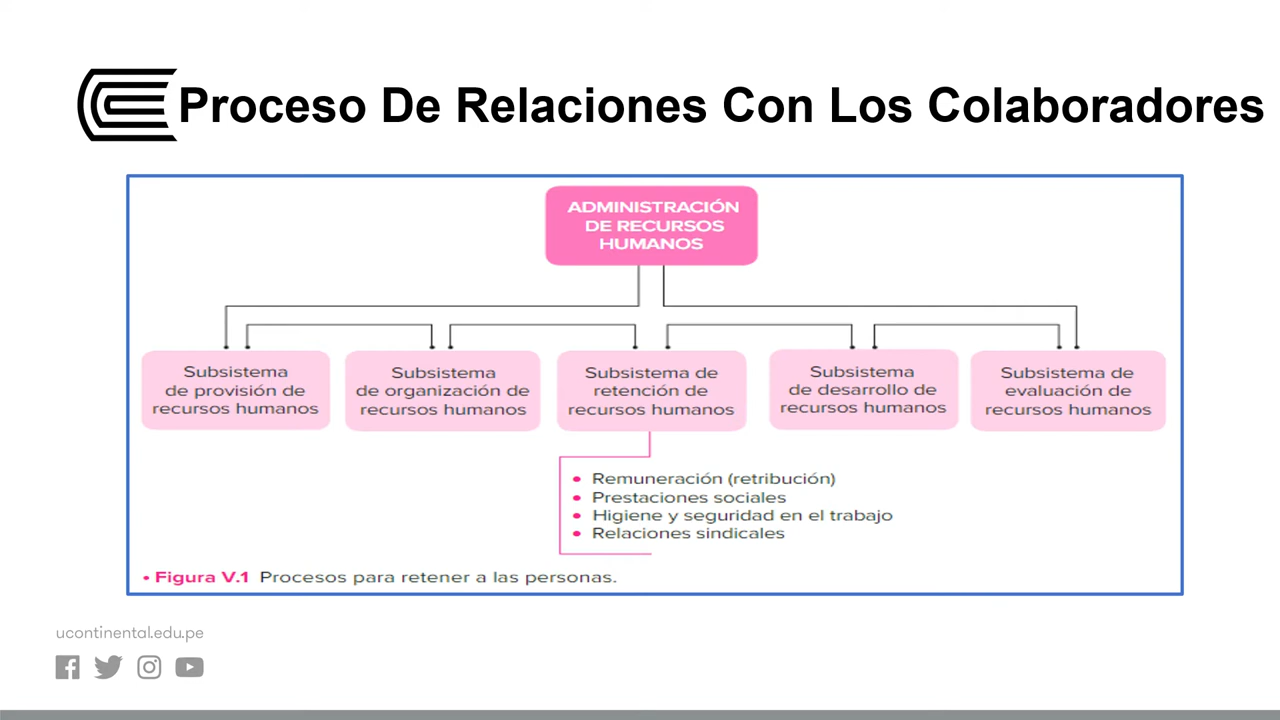 Proceso De Relaciones Con Los Colaboradores
ADMINISTRACIÓN
DE RECURSOS
HUMANOS
Subsistema
de provisión de
recursos humanos
Subsistema
de organización de
recursos humanos
Subsistema de
retención de
recursos humanos
Subsistema
de desarrollo de
recursos humanos
Subsistema de
evaluación de
recursos humanos
• Remuneración (retribución)
• Prestaciones sociales
• Higiene y seguridad en el trabajo
• Relaciones sindicales
• Figura V.1 Procesos para retener a las personas.
ucontinental.edu.pe